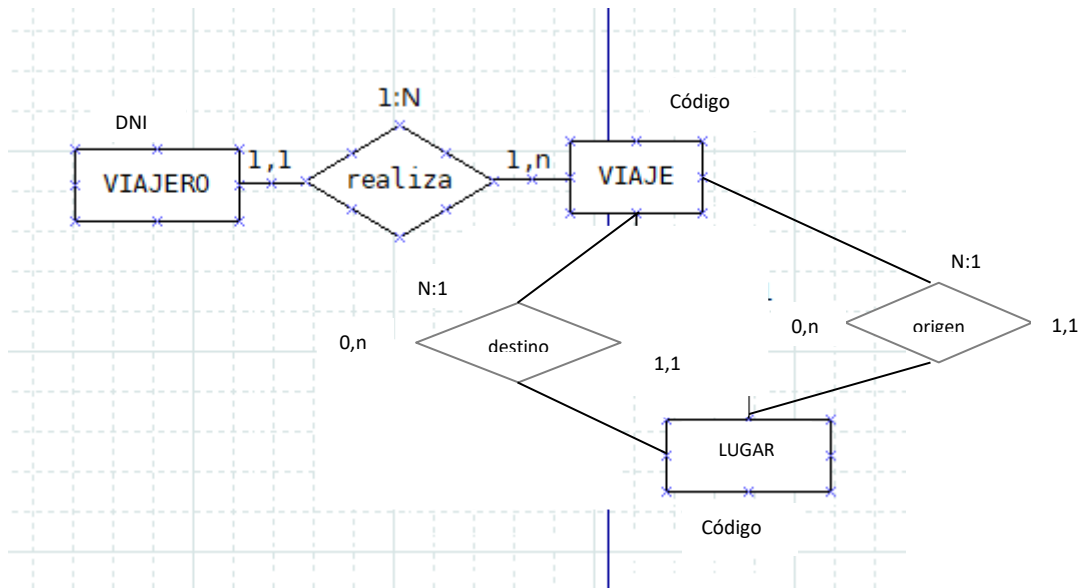 1:N
Código
DNI
1,1
1,n
VIAJERO
realiza
VIAJE
N:1
N:1
0,n
destino
1,1
0,n
origen
1,1
LUGAR
Código